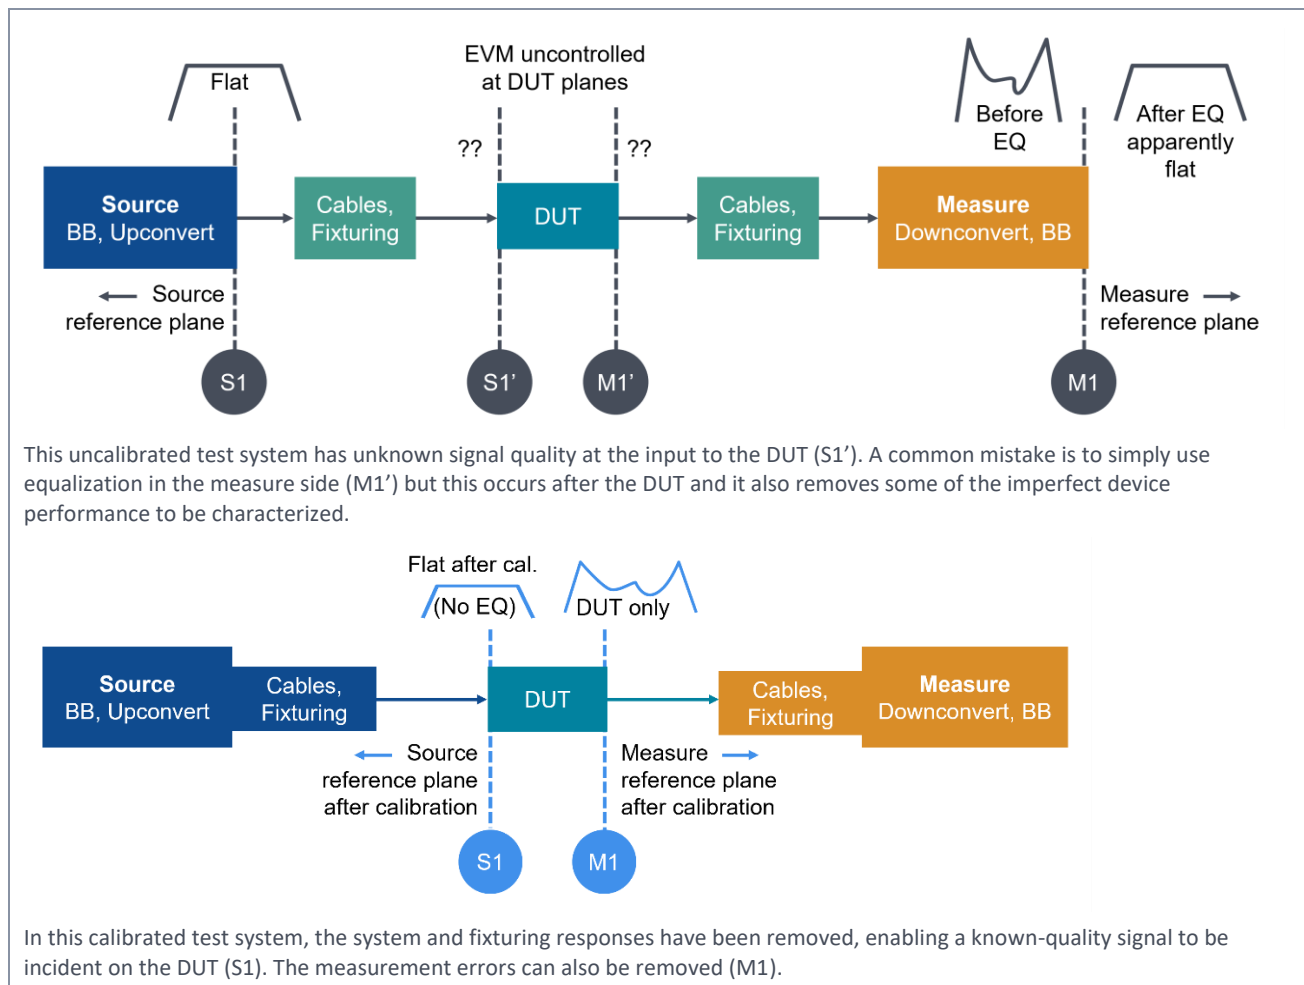 Flat
EVM uncontrolled
at DUT planes
??
??
Before
EQ
After EQ
apparently
flat
Source
BB, Upconvert
Cables,
Fixturing
DUT
Cables,
Fixturing
Measure
Downconvert, BB
Source
reference plane
Measure
reference plane
S1
S1’
M1’
M1
This uncalibrated test system has unknown signal quality at the input to the DUT (S1’). A common mistake is to simply use
equalization in the measure side (M1’) but this occurs after the DUT and it also removes some of the imperfect device
performance to be characterized.
Flat after cal.
(No EQ)
DUT only
Source
BB, Upconvert
Cables,
Fixturing
DUT
Cables,
Fixturing
Measure
Downconvert, BB
Source
reference plane
after calibration
Measure
reference plane
after calibration
S1
M1
In this calibrated test system, the system and fixturing responses have been removed, enabling a known-quality signal to be
incident on the DUT (S1). The measurement errors can also be removed (M1).